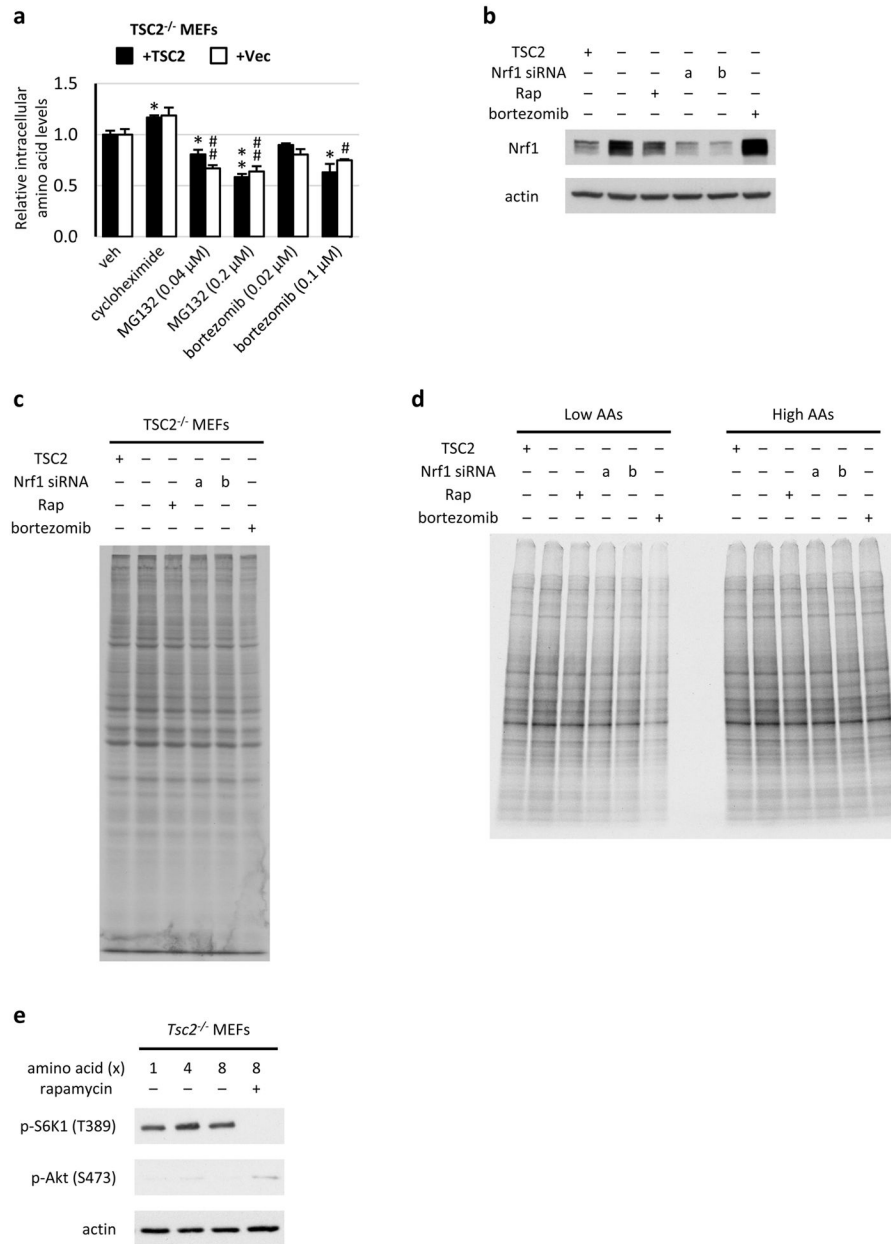 a
TSC2-/- MEFs
+TSC2 +Vec
Relative intracellular
amino acid levels
1.5
1.0
0.5
0.0
* * # # * * # # * #
veh
cycloheximide
MG132 (0.04 μM)
MG132 (0.2 μM)
bortezomib (0.02 μM)
bortezomib (0.1 μM)
b
TSC2 + – – – – –
Nrf1 siRNA – – – a b –
Rap – – + – – –
bortezomib – – – – – +
Nrf1
actin
c
TSC2-/- MEFs
TSC2 + – – – – –
Nrf1 siRNA – – – a b –
Rap – – + – – –
bortezomib – – – – – +
d
Low AAs High AAs
TSC2 + – – – – – + – – – – –
Nrf1 siRNA – – – a b – – – – a b –
Rap – – + – – – – – + – – –
bortezomib – – – – – + – – – – – +
e
Tsc2-/- MEFs
amino acid (x) 1 4 8 8
rapamycin – – – +
p-S6K1 (T389)
p-Akt (S473)
actin